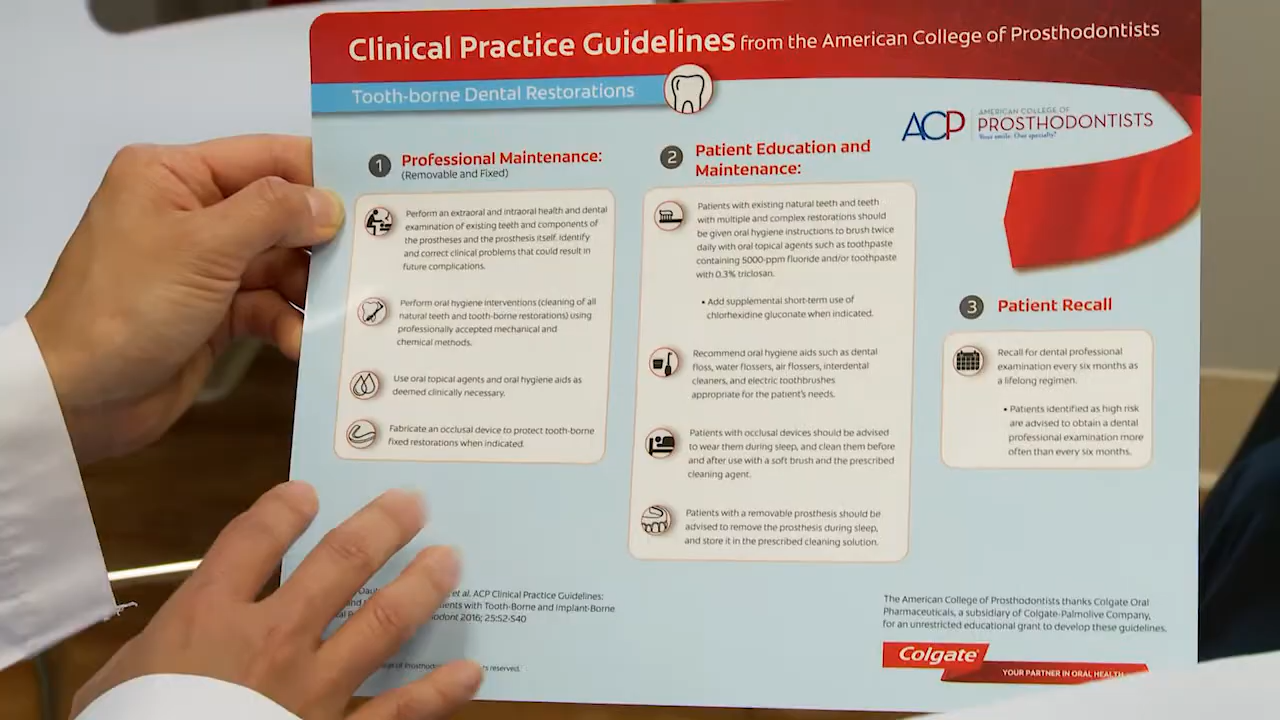 Clinical Practice Guidelines from the American College of Prosthodontists
Tooth-borne Dental Restorations
ACP
AMERICAN COLLEGE OF
PROSTHODONTISTS
Your smile. Our specialty.®
1 Professional Maintenance:
(Removable and Fixed)
Perform an extraoral and intraoral health and dental
examination of existing teeth and components of
the prostheses and the prosthesis itself. Identify
and correct clinical problems that could result in
future complications.
Perform oral hygiene interventions (cleaning of all
natural teeth and tooth-borne restorations) using
professionally accepted mechanical and
chemical methods.
Use oral topical agents and oral hygiene aids as
deemed clinically necessary.
Fabricate an occlusal device to protect tooth-borne
fixed restorations when indicated.
2 Patient Education and
Maintenance:
Patients with existing natural teeth and teeth
with multiple and complex restorations should
be given oral hygiene instructions to brush twice
daily with oral topical agents such as toothpaste
containing 5000-ppm fluoride and/or toothpaste
with 0.3% triclosan.
• Add supplemental short-term use of
chlorhexidine gluconate when indicated.
Recommend oral hygiene aids such as dental
floss, water flossers, air flossers, interdental
cleaners, and electric toothbrushes
appropriate for the patient's needs.
Patients with occlusal devices should be advised
to wear them during sleep, and clean them before
and after use with a soft brush and the prescribed
cleaning agent.
Patients with a removable prosthesis should be
advised to remove the prosthesis during sleep,
and store it in the prescribed cleaning solution.
3 Patient Recall
Recall for dental professional
examination every six months as
a lifelong regimen.
• Patients identified as high risk
are advised to obtain a dental
professional examination more
often than every six months.
et al. ACP Clinical Practice Guidelines:
with Tooth-Borne and Implant-Borne
2016; 25:S2-S40
of reserved.
The American College of Prosthodontists thanks Colgate Oral
Pharmaceuticals, a subsidiary of Colgate-Palmolive Company,
for an unrestricted educational grant to develop these guidelines.
Colgate®
YOUR PARTNER IN ORAL HEALTH